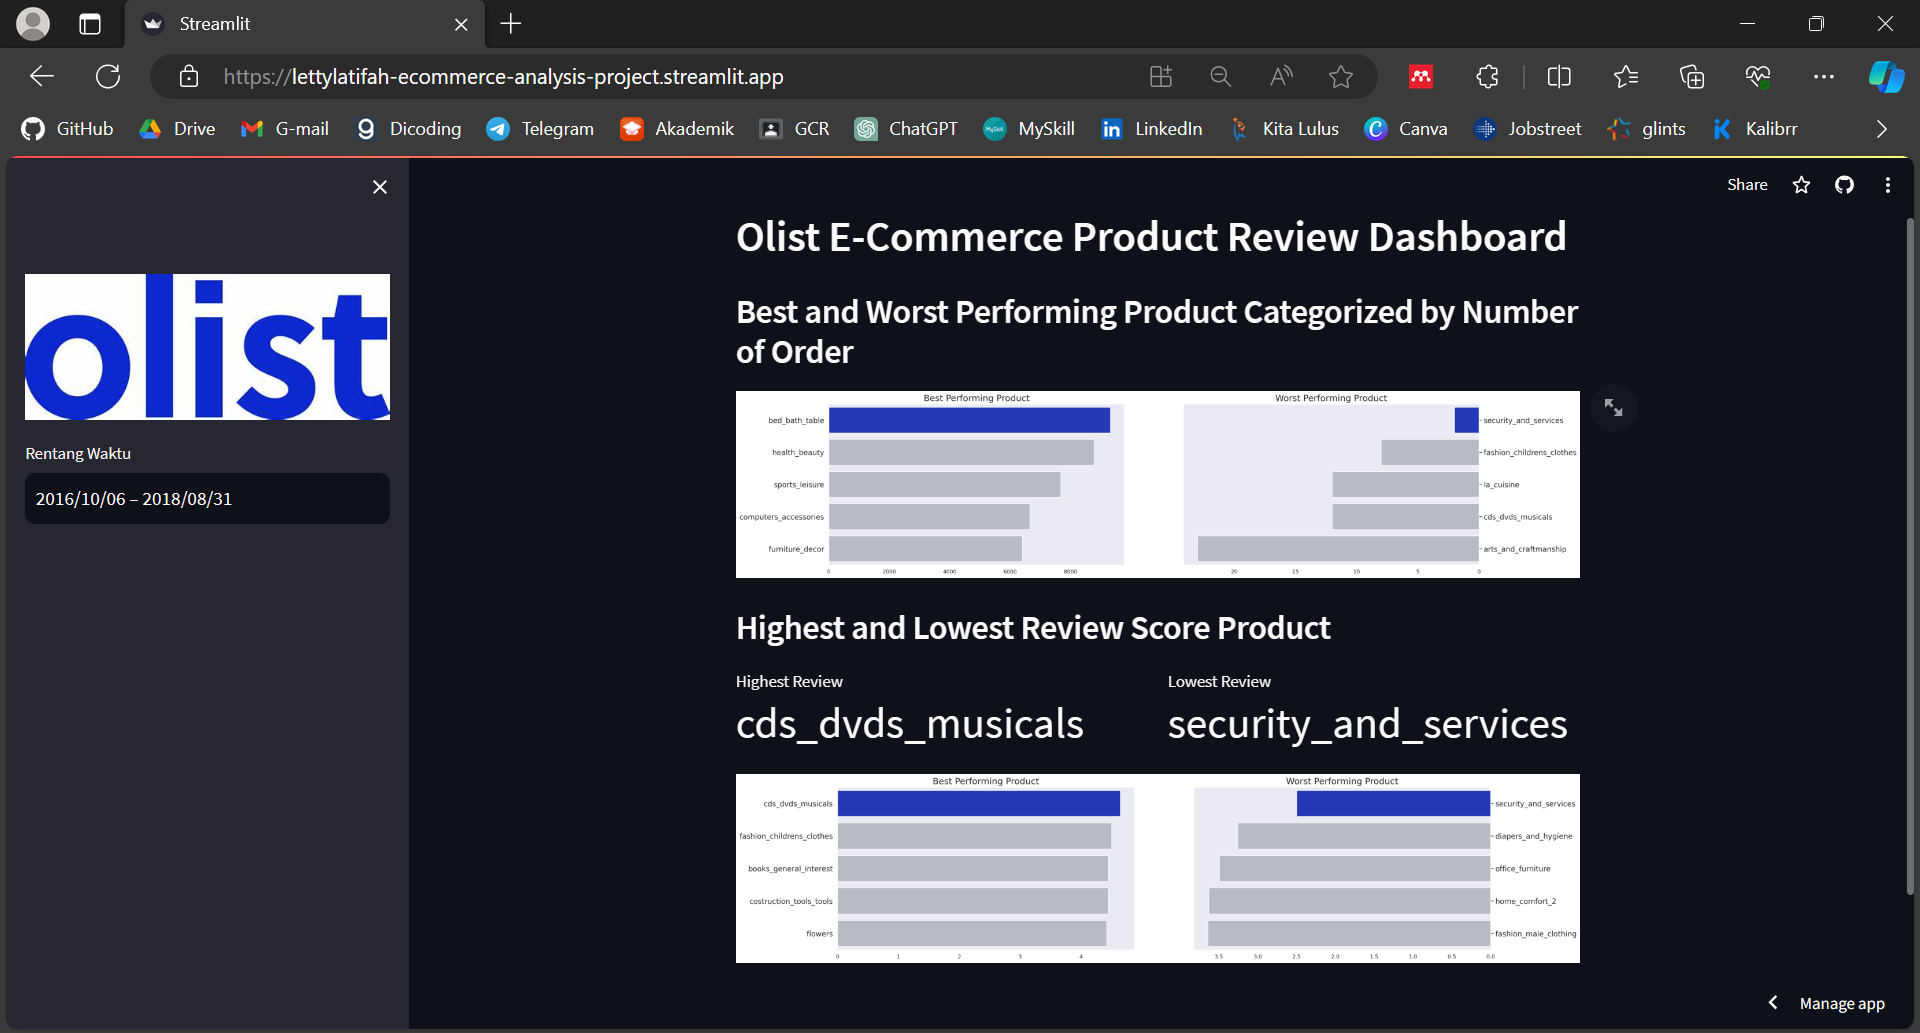 Streamlit
https://lettylatifah-ecommerce-analysis-project.streamlit.app
GitHub
Drive
G-mail
Dicoding
Telegram
Akademik
GCR
ChatGPT
MySkill
LinkedIn
Kita Lulus
Canva
Jobstreet
glints
Kalibrr
Share
olist
Rentang Waktu
2016/10/06 – 2018/08/31
Olist E-Commerce Product Review Dashboard
Best and Worst Performing Product Categorized by Number
of Order
Best Performing Product
bed_bath_table
health_beauty
sports_leisure
computers_accessories
furniture_decor
0 2000 4000 6000 8000
Worst Performing Product
security_and_services
fashion_childrens_clothes
la_cuisine
cds_dvds_musicals
arts_and_craftmanship
20 15 10 5 0
Highest and Lowest Review Score Product
Highest Review
cds_dvds_musicals
Lowest Review
security_and_services
Best Performing Product
cds_dvds_musicals
fashion_childrens_clothes
books_general_interest
costruction_tools_tools
flowers
0 1 2 3 4
Worst Performing Product
security_and_services
diapers_and_hygiene
office_furniture
home_comfort_2
fashion_male_clothing
3.5 3.0 2.5 2.0 1.5 1.0 0.5 0.0
Manage app